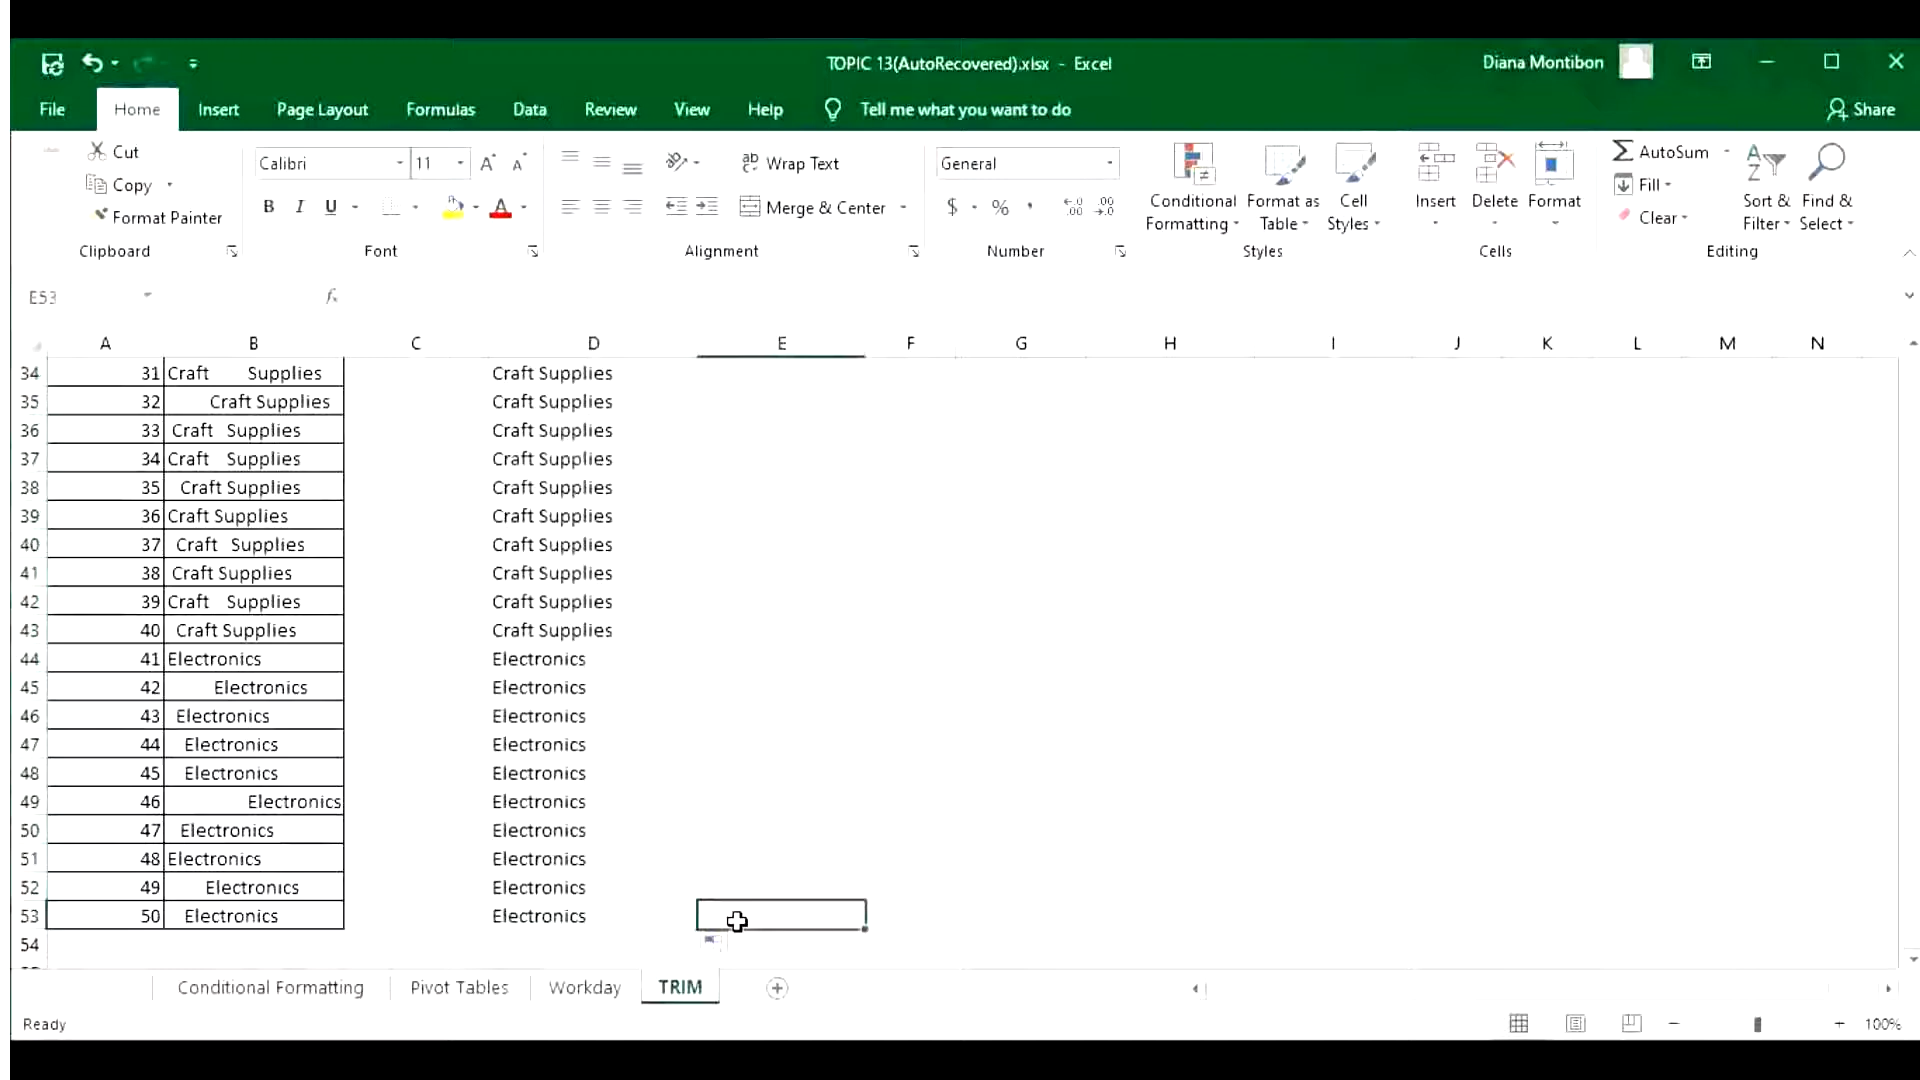 TOPIC 13(AutoRecovered).xlsx - Excel
Diana Montibon
File Home Insert Page Layout Formulas Data Review View Help Tell me what you want to do Share
Cut
Copy
Format Painter
Clipboard
Calibri 11
B I U A
Font
ab Wrap Text
Merge & Center
Alignment
General
$ % ,
Number
Conditional Formatting
Format as Table
Cell Styles
Styles
Insert Delete Format
Cells
AutoSum
Fill
Clear
Sort & Filter
Find & Select
Editing
E53 fx
A B C D E F G H I J K L M N
34 31 Craft         Supplies Craft Supplies
35 32          Craft Supplies Craft Supplies
36 33  Craft   Supplies Craft Supplies
37 34 Craft    Supplies Craft Supplies
38 35    Craft Supplies Craft Supplies
39 36 Craft Supplies Craft Supplies
40 37   Craft   Supplies Craft Supplies
41 38  Craft Supplies Craft Supplies
42 39 Craft    Supplies Craft Supplies
43 40   Craft Supplies Craft Supplies
44 41 Electronics Electronics
45 42           Electronics Electronics
46 43   Electronics Electronics
47 44     Electronics Electronics
48 45     Electronics Electronics
49 46                    Electronics Electronics
50 47    Electronics Electronics
51 48 Electronics Electronics
52 49          Electronics Electronics
53 50     Electronics Electronics
54
Conditional Formatting Pivot Tables Workday TRIM
Ready 100%